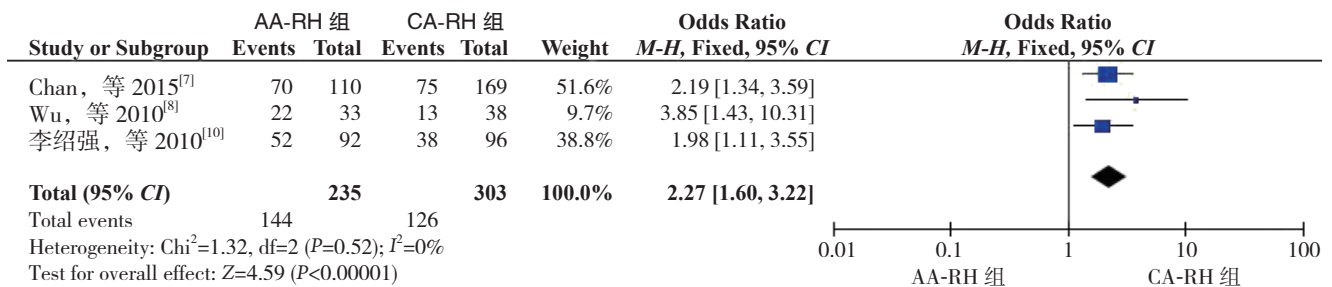 AA-RH 组 CA-RH 组 Odds Ratio Odds Ratio
Study or Subgroup Events Total Events Total Weight M-H, Fixed, 95% CI M-H, Fixed, 95% CI
Chan, 等 2015[7] 70 110 75 169 51.6% 2.19 [1.34, 3.59]
Wu, 等 2010[8] 22 33 13 38 9.7% 3.85 [1.43, 10.31]
李绍强, 等 2010[10] 52 92 38 96 38.8% 1.98 [1.11, 3.55]
Total (95% CI) 235 303 100.0% 2.27 [1.60, 3.22]
Total events 144 126
Heterogeneity: Chi²=1.32, df=2 (P=0.52); I²=0%
Test for overall effect: Z=4.59 (P<0.00001)
0.01 0.1 1 10 100
AA-RH 组 CA-RH 组